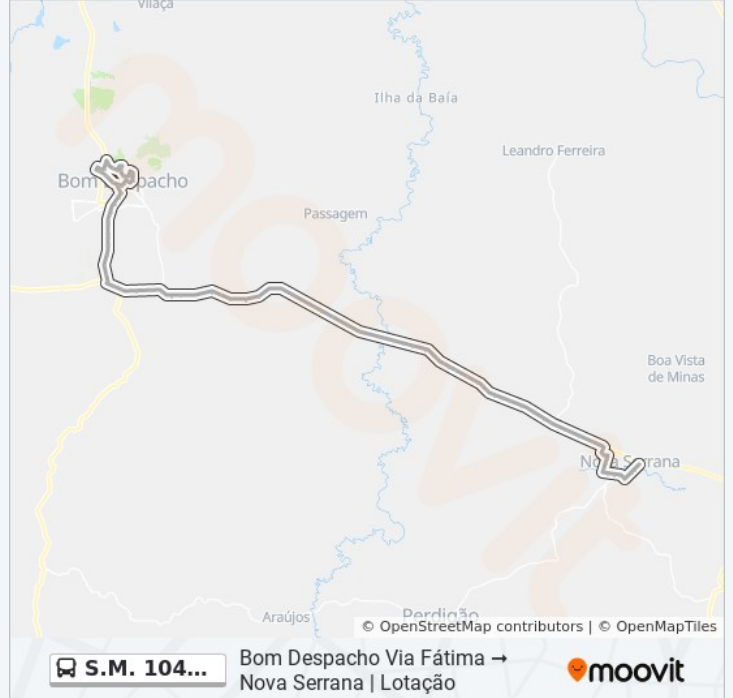 Vilaça
Ilha da Baía
Leandro Ferreira
Bom Despacho
Passagem
Boa Vista
de Minas
Nova Serrana
Araújos
Perdigão
© OpenStreetMap contributors | © OpenMapTiles
moovit
S.M. 104...
Bom Despacho Via Fátima → 
Nova Serrana | Lotação
moovit